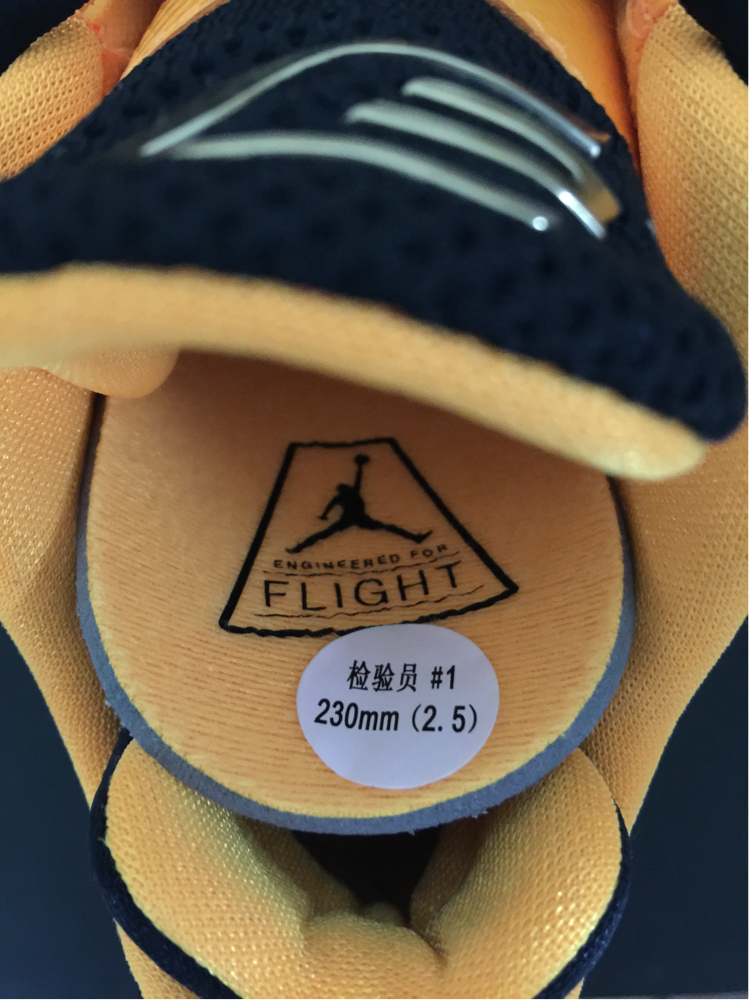 ENGINEERED FOR
FLIGHT
检验员 #1
230mm (2.5)